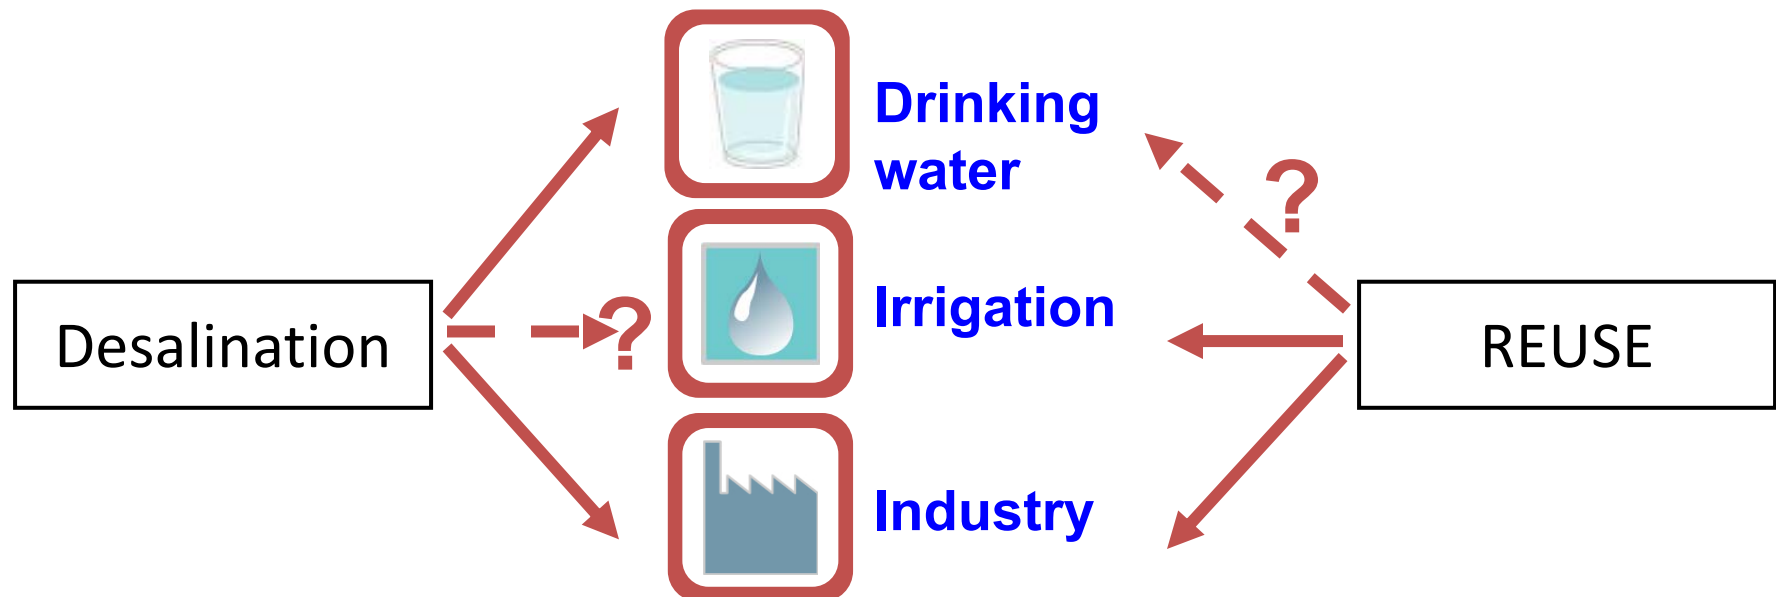 Drinking
water
?
?
Irrigation
Desalination
REUSE
Industry